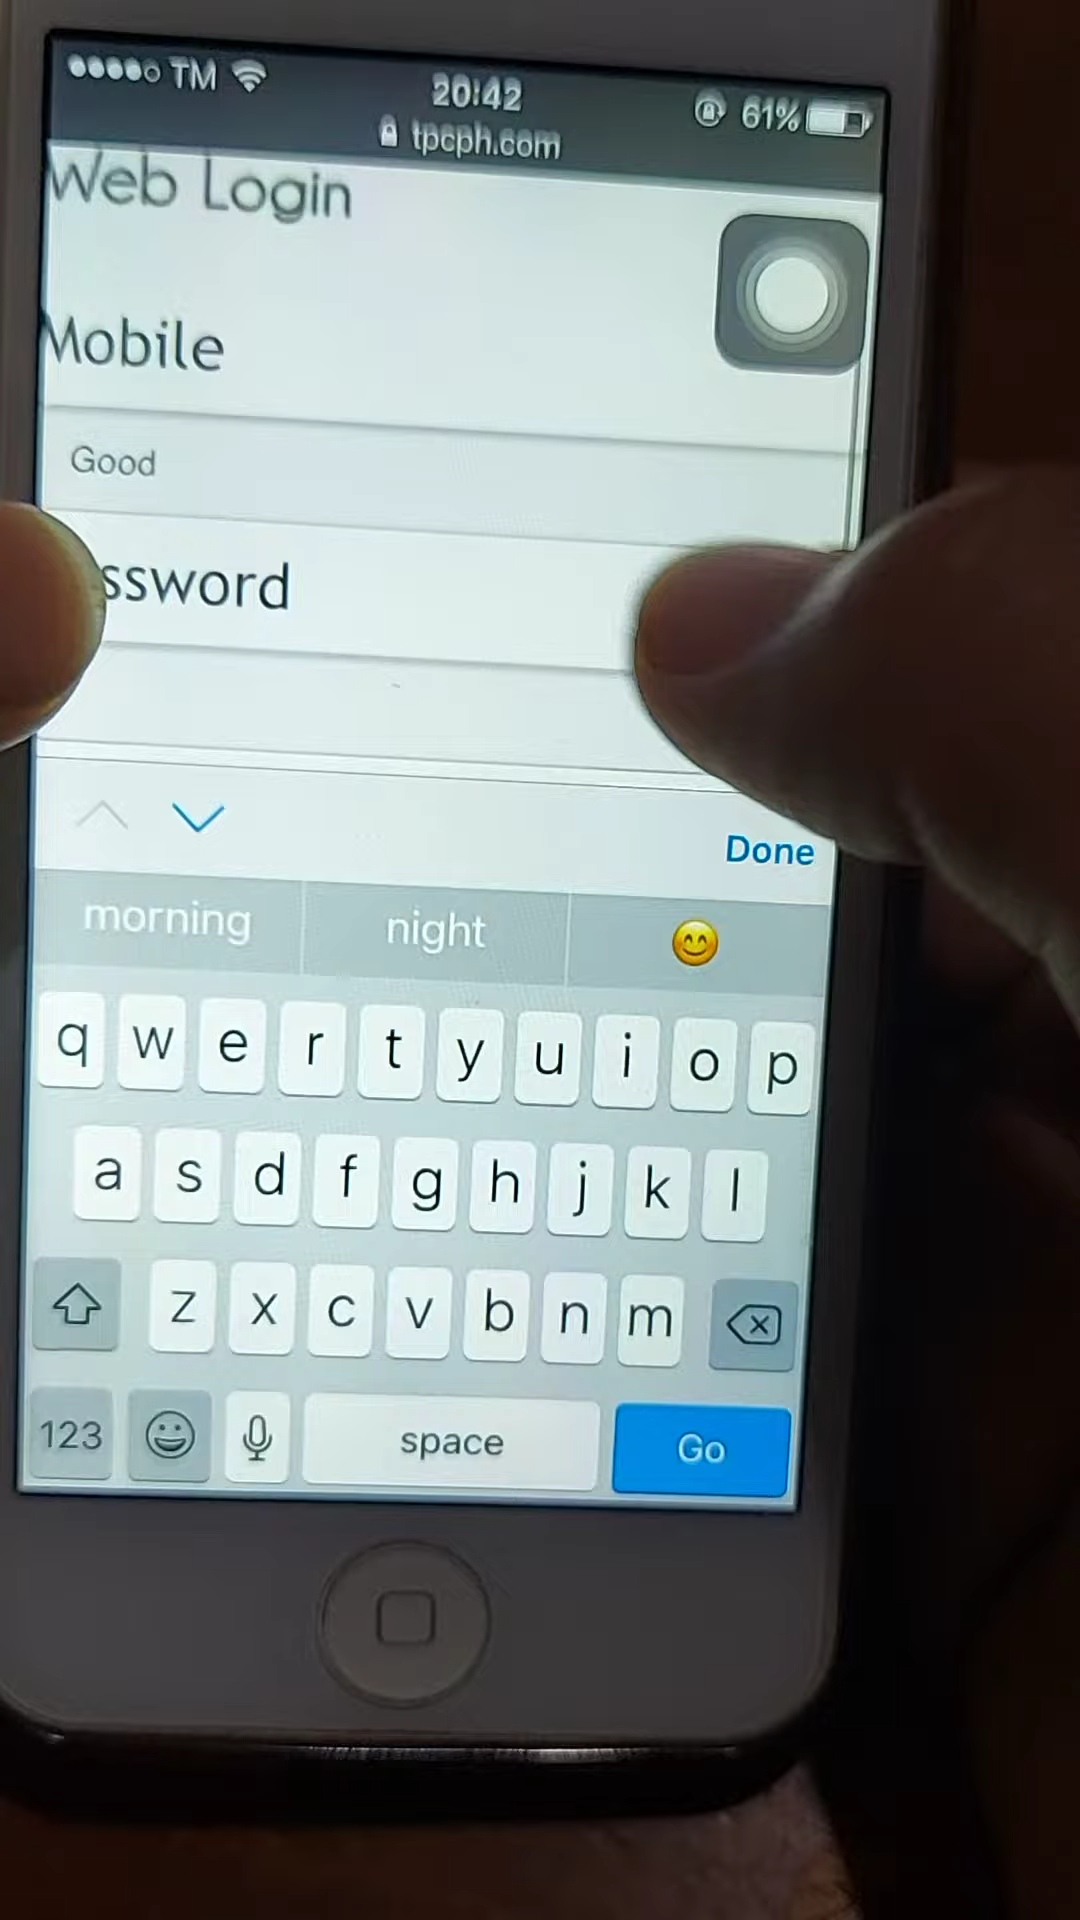 TM 20:42 61%
tpcph.com
Web Login
Mobile
Good
ssword
Done
morning night
q w e r t y u i o p
a s d f g h j k l
z x c v b n m
123 space Go